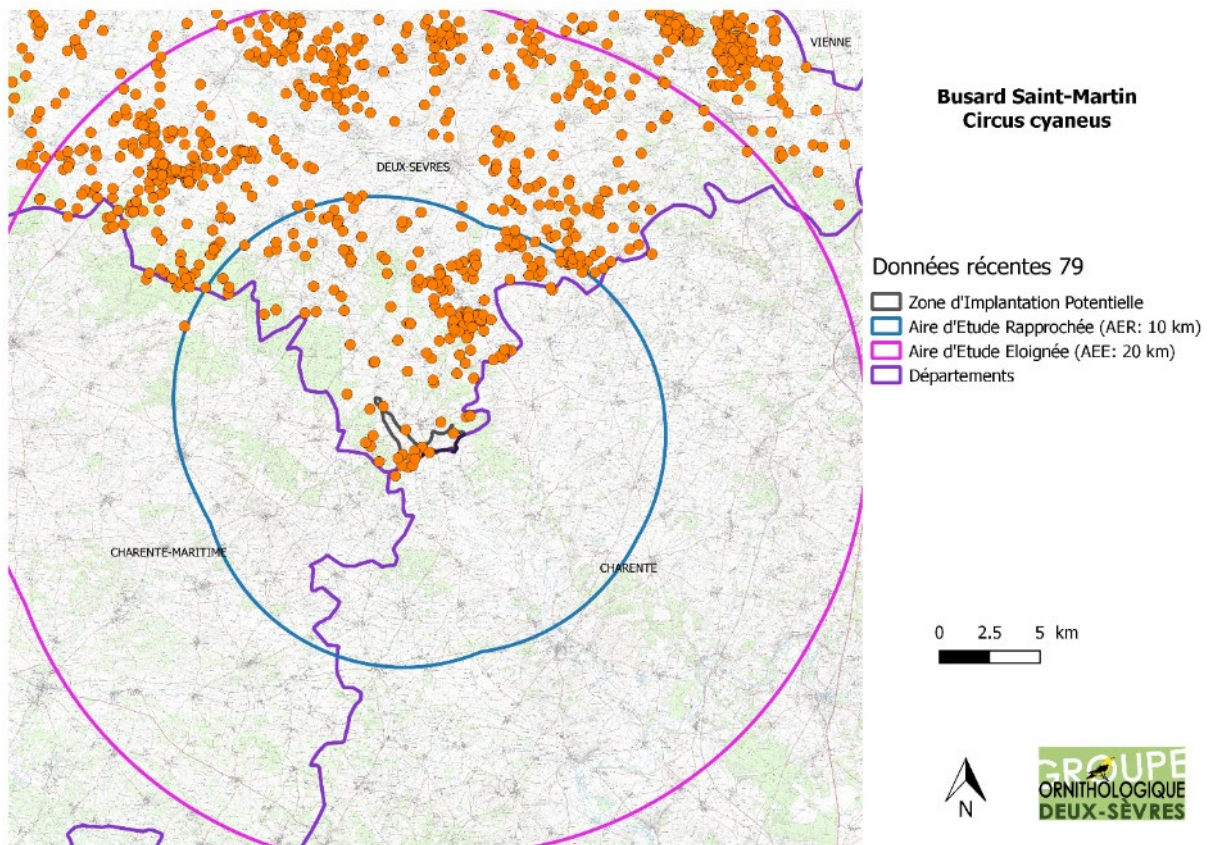 VIENNE
DEUX-SÈVRES
CHARENTE-MARITIME
CHARENTE
Busard Saint-Martin
Circus cyaneus
Données récentes 79
Zone d'Implantation Potentielle
Aire d'Etude Rapprochée (AER: 10 km)
Aire d'Etude Eloignée (AEE: 20 km)
Départements
0 2.5 5 km
N
GROUPE
ORNITHOLOGIQUE
DEUX-SÈVRES